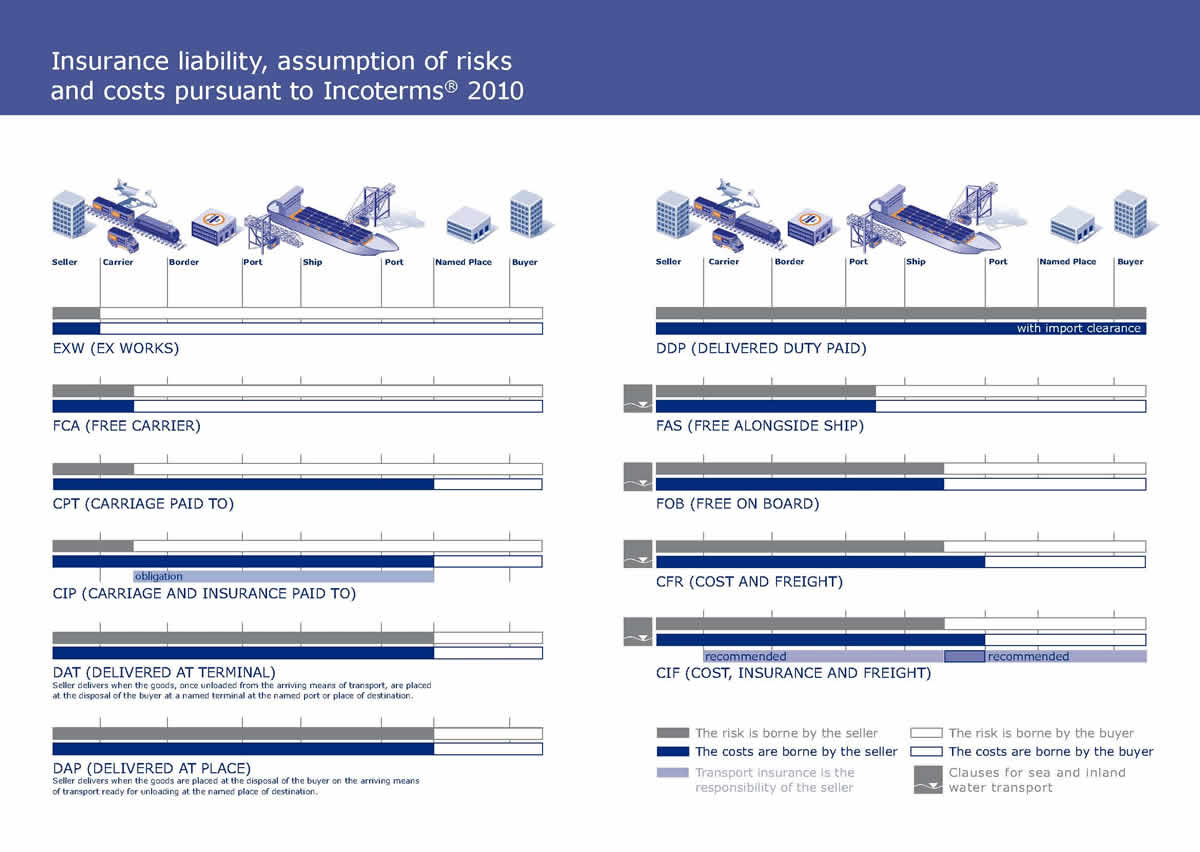 Insurance liability, assumption of risks
and costs pursuant to Incoterms® 2010
Seller Carrier Border Port Ship Port Named Place Buyer
EXW (EX WORKS)
FCA (FREE CARRIER)
CPT (CARRIAGE PAID TO)
obligation
CIP (CARRIAGE AND INSURANCE PAID TO)
DAT (DELIVERED AT TERMINAL)
Seller delivers when the goods, once unloaded from the arriving means of transport, are placed
at the disposal of the buyer at a named terminal at the named port or place of destination.
DAP (DELIVERED AT PLACE)
Seller delivers when the goods are placed at the disposal of the buyer on the arriving means
of transport ready for unloading at the named place of destination.
Seller Carrier Border Port Ship Port Named Place Buyer
with import clearance
DDP (DELIVERED DUTY PAID)
FAS (FREE ALONGSIDE SHIP)
FOB (FREE ON BOARD)
CFR (COST AND FREIGHT)
recommended recommended
CIF (COST, INSURANCE AND FREIGHT)
The risk is borne by the seller
The costs are borne by the seller
Transport insurance is the
responsibility of the seller
The risk is borne by the buyer
The costs are borne by the buyer
Clauses for sea and inland
water transport